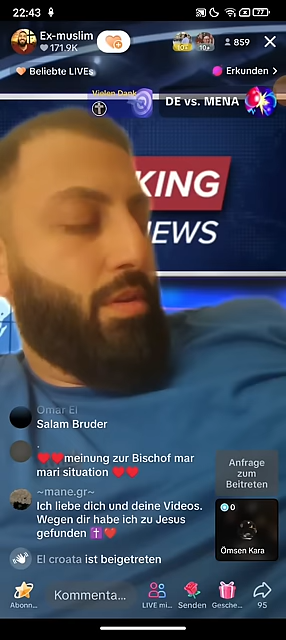 22:43
77
Ex-muslim
171.9K
10+
10+
859
Beliebte LIVEs
Erkunden >
Vielen Dank
DE vs. MENA
KING
NEWS
Omar El
Salam Bruder
.
❤️❤️meinung zur Bischof mar
mari situation ❤️❤️
~mane.gr~
Ich liebe dich und deine Videos.
Wegen dir habe ich zu Jesus
gefunden ✝️❤️
El croata ist beigetreten
Anfrage
zum
Beitreten
0
Ömsen Kara
Abonn...
Kommenta...
LIVE mi...
Senden
Gesche...
95